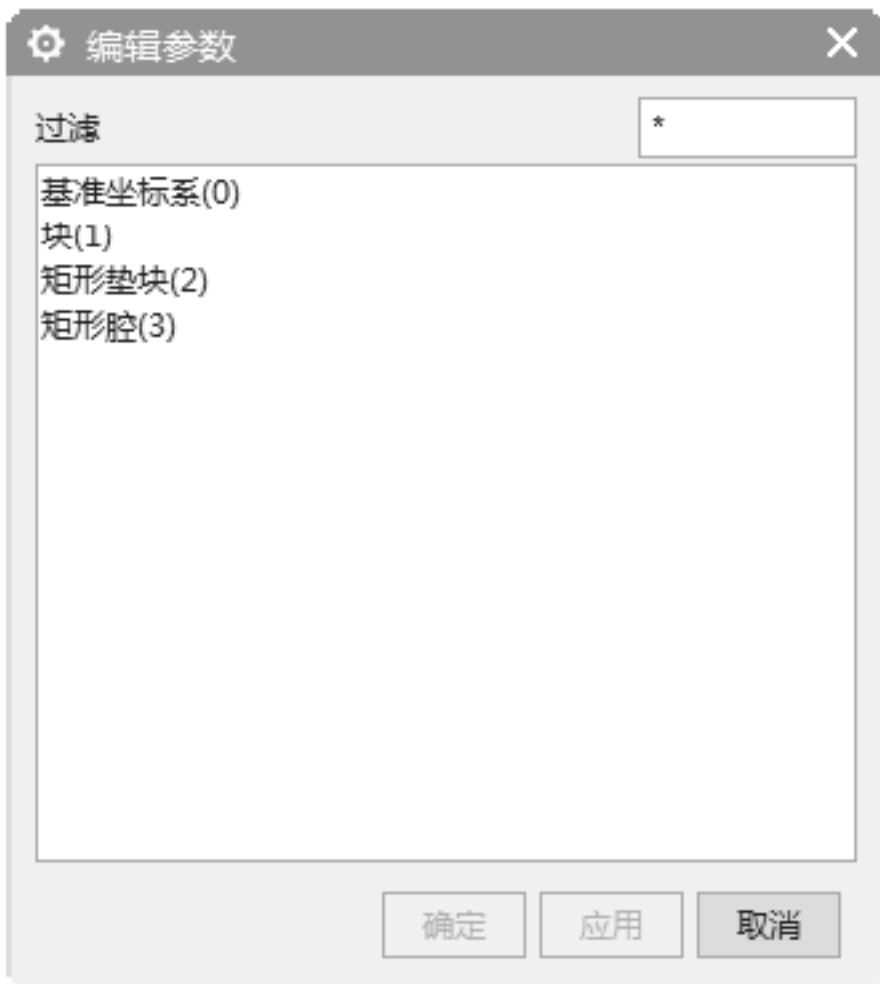 编辑参数
过滤 *
基准坐标系(0)
块(1)
矩形垫块(2)
矩形腔(3)
确定 应用 取消